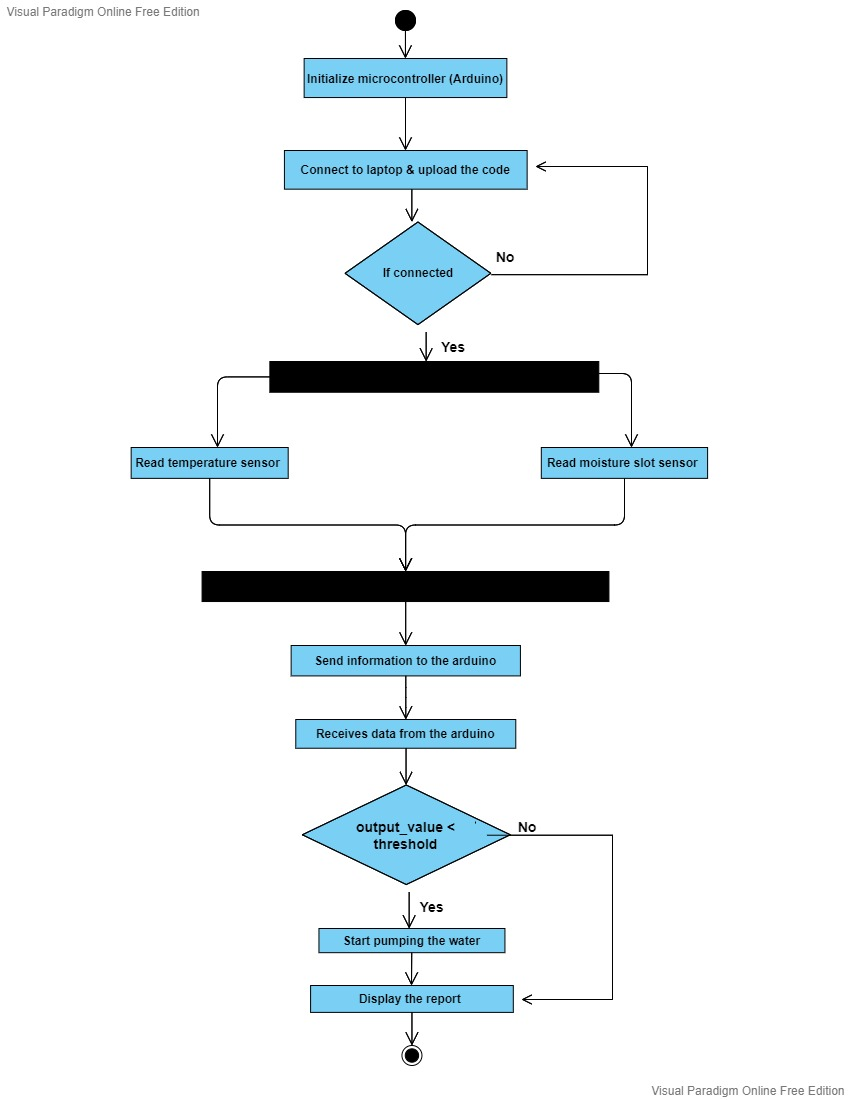 Visual Paradigm Online Free Edition
Initialize microcontroller (Arduino)
Connect to laptop & upload the code
If connected
No
Yes
Read temperature sensor
Read moisture slot sensor
Send information to the arduino
Receives data from the arduino
output_value <
threshold
No
Yes
Start pumping the water
Display the report
Visual Paradigm Online Free Edition